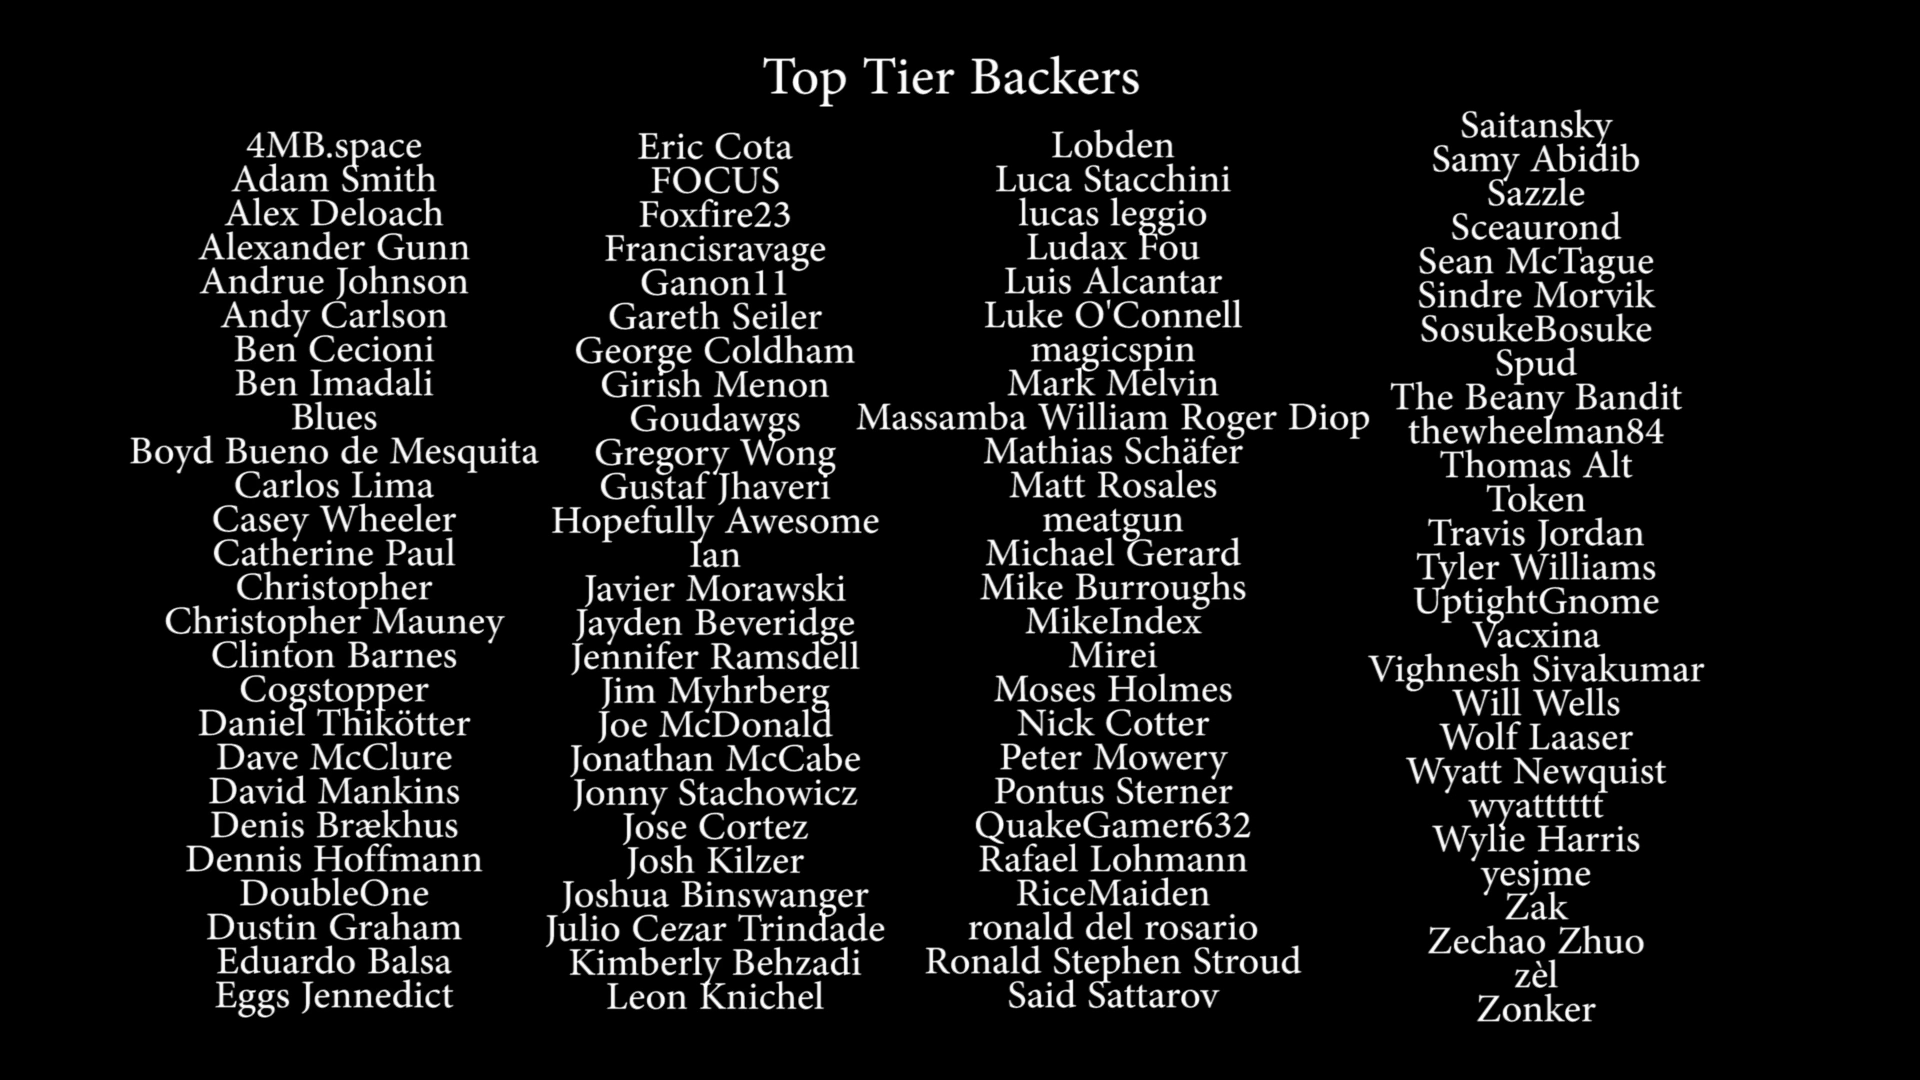 Top Tier Backers
4MB.space
Adam Smith
Alex Deloach
Alexander Gunn
Andrue Johnson
Andy Carlson
Ben Cecioni
Ben Imadali
Blues
Boyd Bueno de Mesquita
Carlos Lima
Casey Wheeler
Catherine Paul
Christopher
Christopher Mauney
Clinton Barnes
Cogstopper
Daniel Thikötter
Dave McClure
David Mankins
Denis Brækhus
Dennis Hoffmann
DoubleOne
Dustin Graham
Eduardo Balsa
Eggs Jennedict
Eric Cota
FOCUS
Foxfire23
Francisravage
Ganon11
Gareth Seiler
George Coldham
Girish Menon
Goudawgs
Gregory Wong
Gustaf Jhaveri
Hopefully Awesome
Ian
Javier Morawski
Jayden Beveridge
Jennifer Ramsdell
Jim Myhrberg
Joe McDonald
Jonathan McCabe
Jonny Stachowicz
Jose Cortez
Josh Kilzer
Joshua Binswanger
Julio Cezar Trindade
Kimberly Behzadi
Leon Knichel
Lobden
Luca Stacchini
lucas leggio
Ludax Fou
Luis Alcantar
Luke O'Connell
magicspin
Mark Melvin
Massamba William Roger Diop
Mathias Schäfer
Matt Rosales
meatgun
Michael Gerard
Mike Burroughs
MikeIndex
Mirei
Moses Holmes
Nick Cotter
Peter Mowery
Pontus Sterner
QuakeGamer632
Rafael Lohmann
RiceMaiden
ronald del rosario
Ronald Stephen Stroud
Said Sattarov
Saitansky
Samy Abidib
Sazzle
Sceaurond
Sean McTague
Sindre Morvik
SosukeBosuke
Spud
The Beany Bandit
thewheelman84
Thomas Alt
Token
Travis Jordan
Tyler Williams
UptightGnome
Vacxina
Vighnesh Sivakumar
Will Wells
Wolf Laaser
Wyatt Newquist
wyatttttt
Wylie Harris
yesjme
Zak
Zechao Zhuo
zèl
Zonker